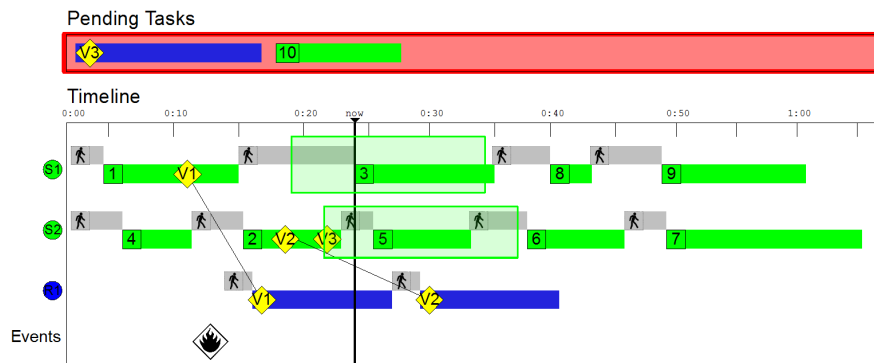 Pending Tasks
V3 10
Timeline
0:00 0:10 0:20 now 0:30 0:40 0:50 1:00
S1 1 V1 3 8 9
S2 4 2 V2 V3 5 6 7
V1 V2
Events